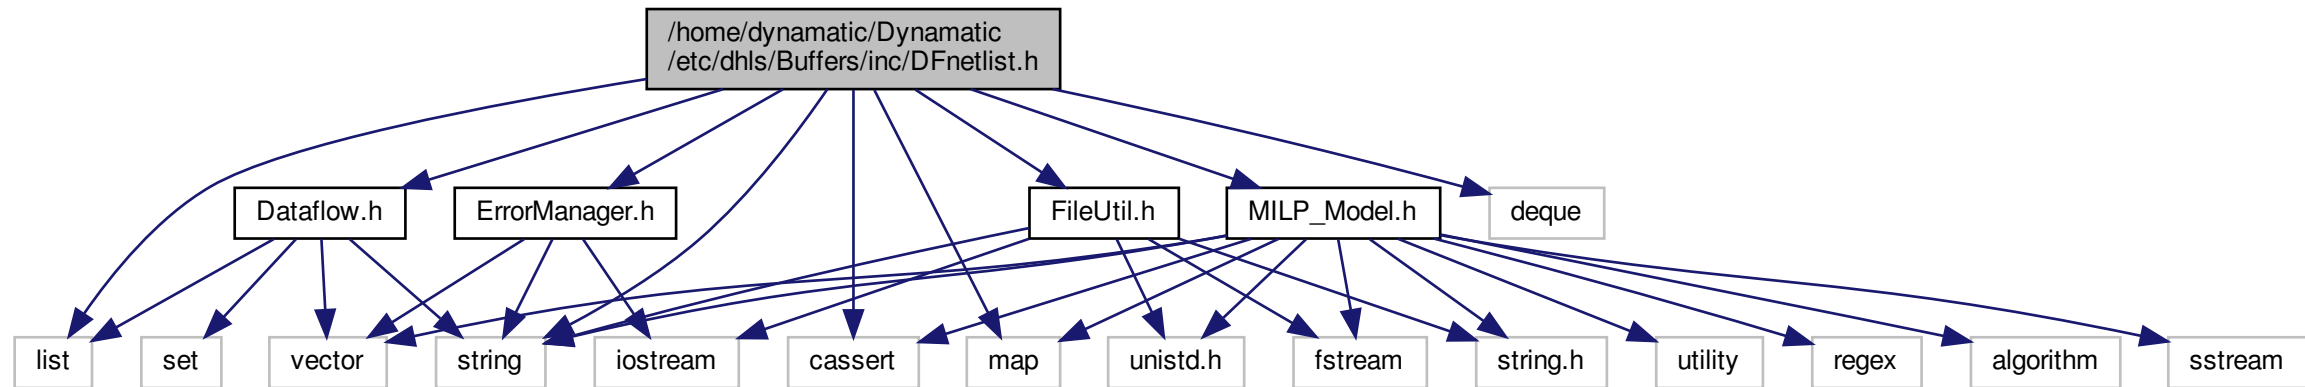 /home/dynamatic/Dynamatic
/etc/dhls/Buffers/inc/DFnetlist.h
Dataflow.h
ErrorManager.h
FileUtil.h
MILP_Model.h
deque
list
set
vector
string
iostream
cassert
map
unistd.h
fstream
string.h
utility
regex
algorithm
sstream